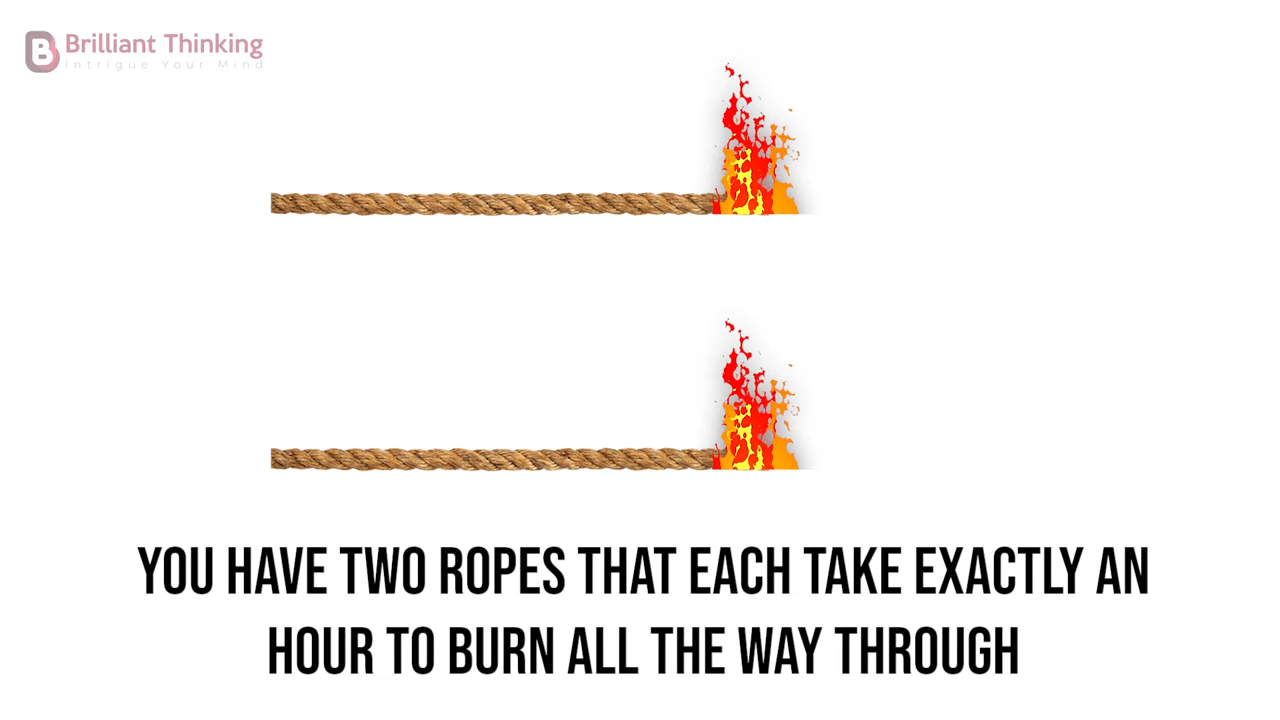 Brilliant Thinking
Intrigue Your Mind
YOU HAVE TWO ROPES THAT EACH TAKE EXACTLY AN
HOUR TO BURN ALL THE WAY THROUGH